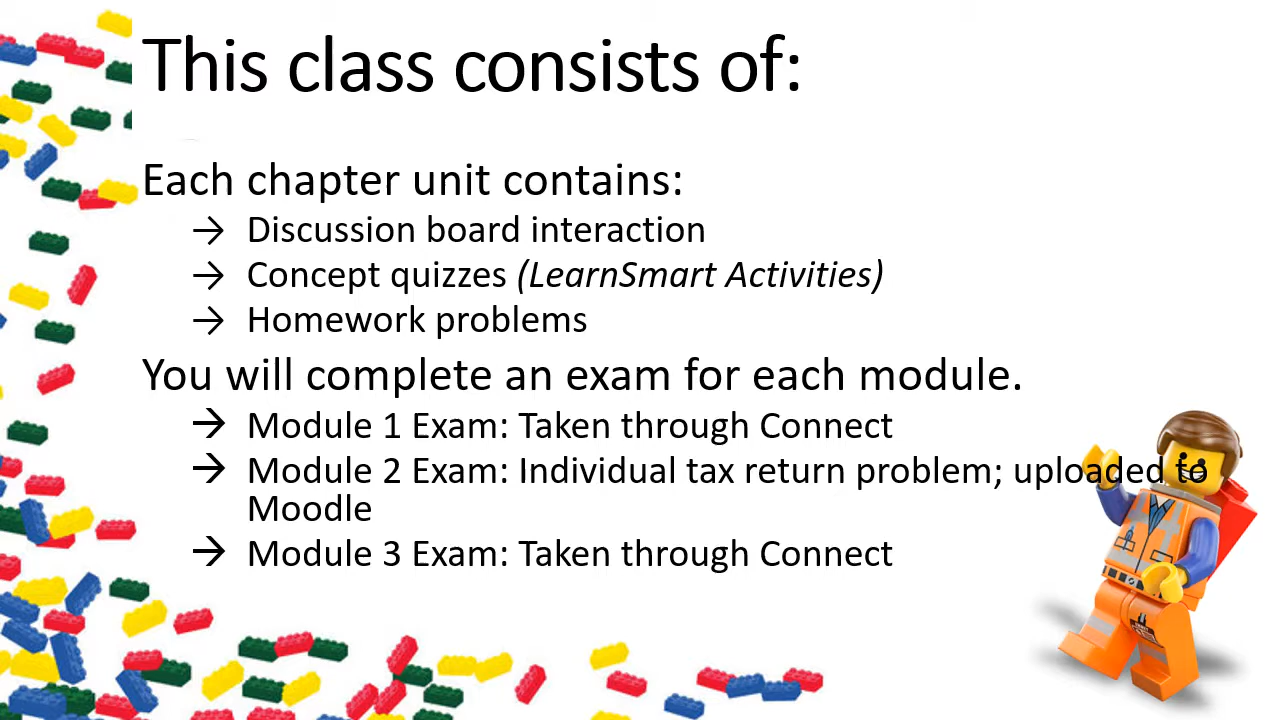 This class consists of:
Each chapter unit contains:
→ Discussion board interaction
→ Concept quizzes (LearnSmart Activities)
→ Homework problems
You will complete an exam for each module.
→ Module 1 Exam: Taken through Connect
→ Module 2 Exam: Individual tax return problem; uploaded to
Moodle
→ Module 3 Exam: Taken through Connect